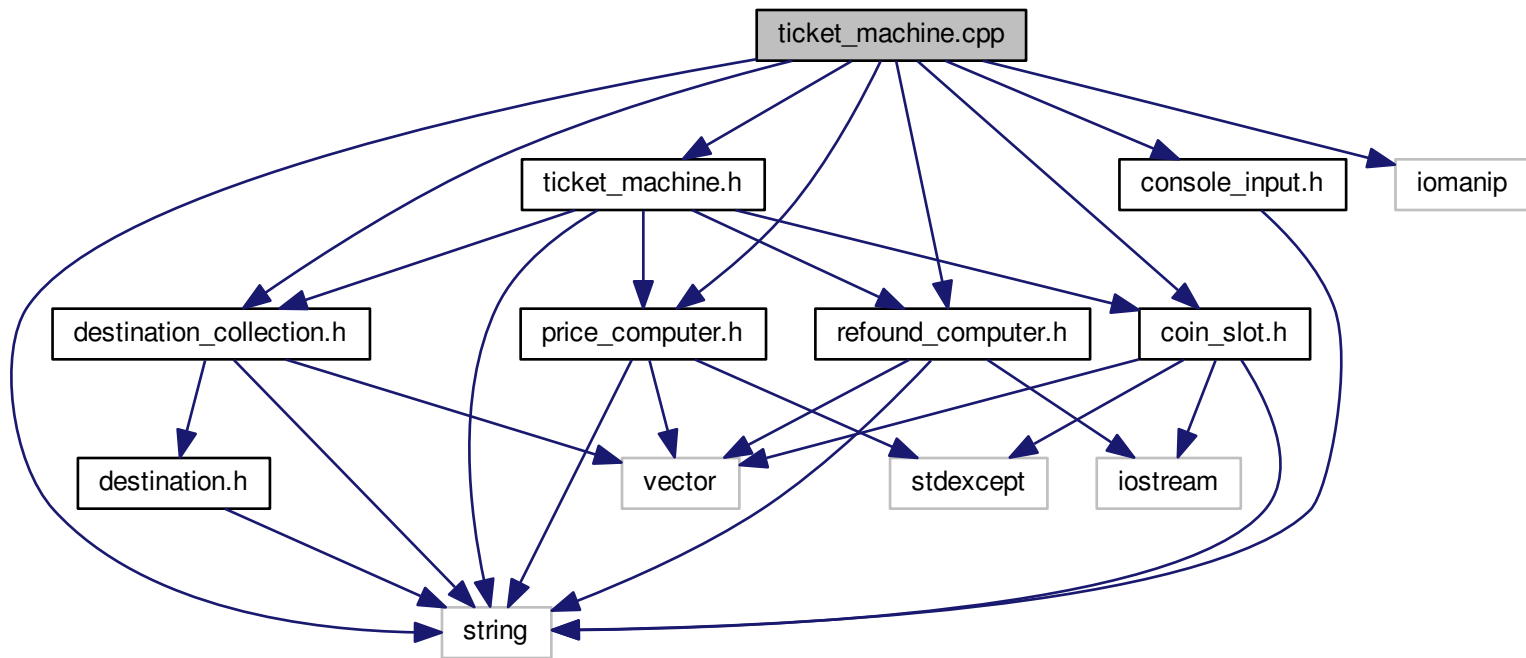 ticket_machine.cpp
ticket_machine.h
console_input.h
iomanip
destination_collection.h
price_computer.h
refound_computer.h
coin_slot.h
destination.h
vector
stdexcept
iostream
string